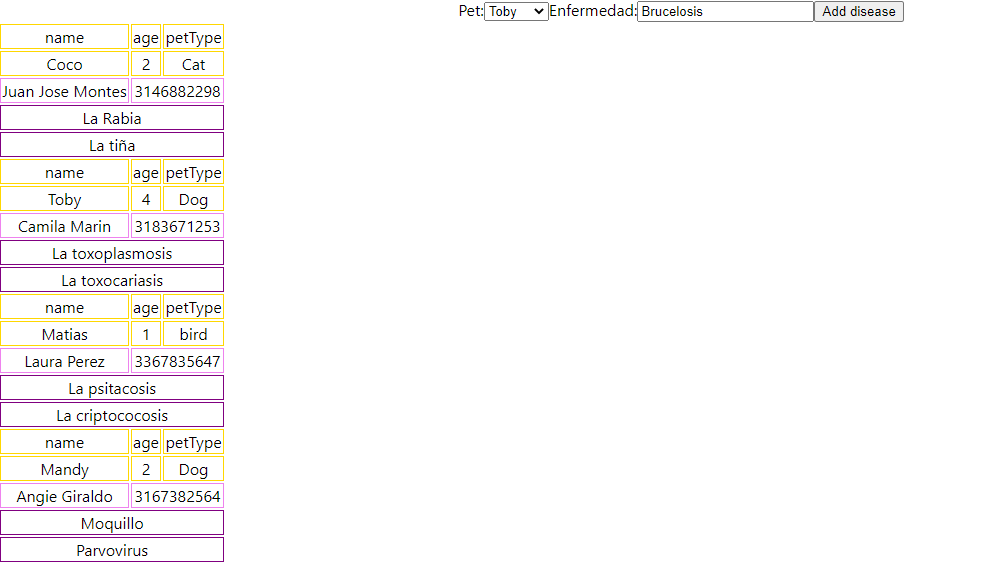 Pet: Toby Enfermedad: Brucelosis Add disease
name age petType
Coco 2 Cat
Juan Jose Montes 3146882298
La Rabia
La tiña
name age petType
Toby 4 Dog
Camila Marin 3183671253
La toxoplasmosis
La toxocariasis
name age petType
Matias 1 bird
Laura Perez 3367835647
La psitacosis
La criptococosis
name age petType
Mandy 2 Dog
Angie Giraldo 3167382564
Moquillo
Parvovirus